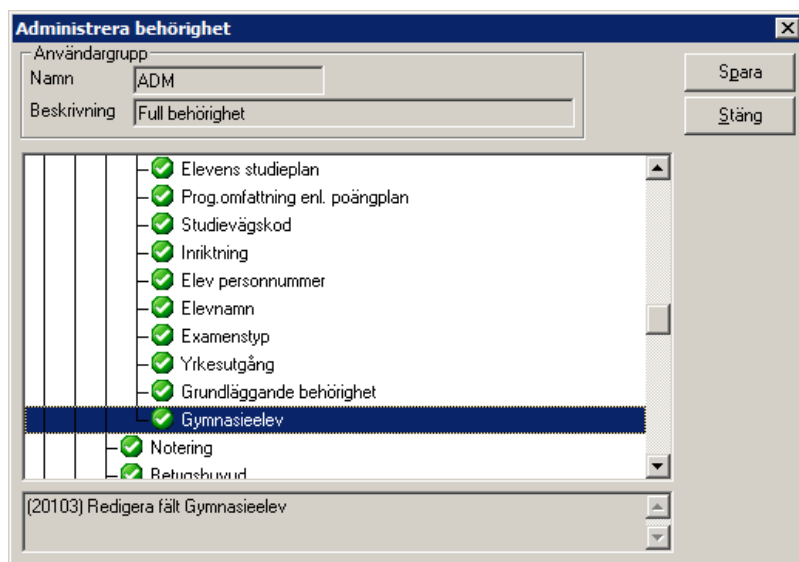 Administrera behörighet
Användargrupp
Namn
ADM
Beskrivning
Full behörighet
Spara
Stäng
Elevens studieplan
Prog.omfattning enl. poängplan
Studievägskod
Inriktning
Elev personnummer
Elevnamn
Examenstyp
Yrkesutgång
Grundläggande behörighet
Gymnasieelev
Notering
Betygshuvud
(20103) Redigera fält Gymnasieelev